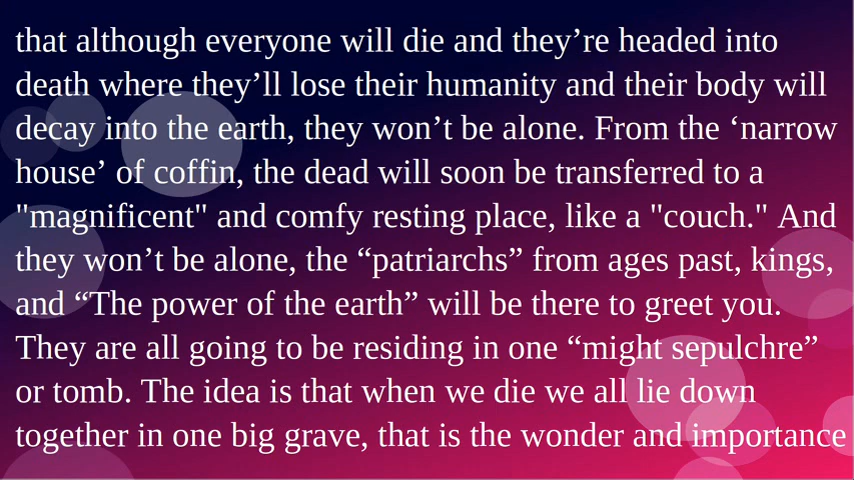 that although everyone will die and they’re headed into
death where they’ll lose their humanity and their body will
decay into the earth, they won’t be alone. From the ‘narrow
house’ of coffin, the dead will soon be transferred to a
"magnificent" and comfy resting place, like a "couch." And
they won’t be alone, the “patriarchs” from ages past, kings,
and “The power of the earth” will be there to greet you.
They are all going to be residing in one “might sepulchre”
or tomb. The idea is that when we die we all lie down
together in one big grave, that is the wonder and importance